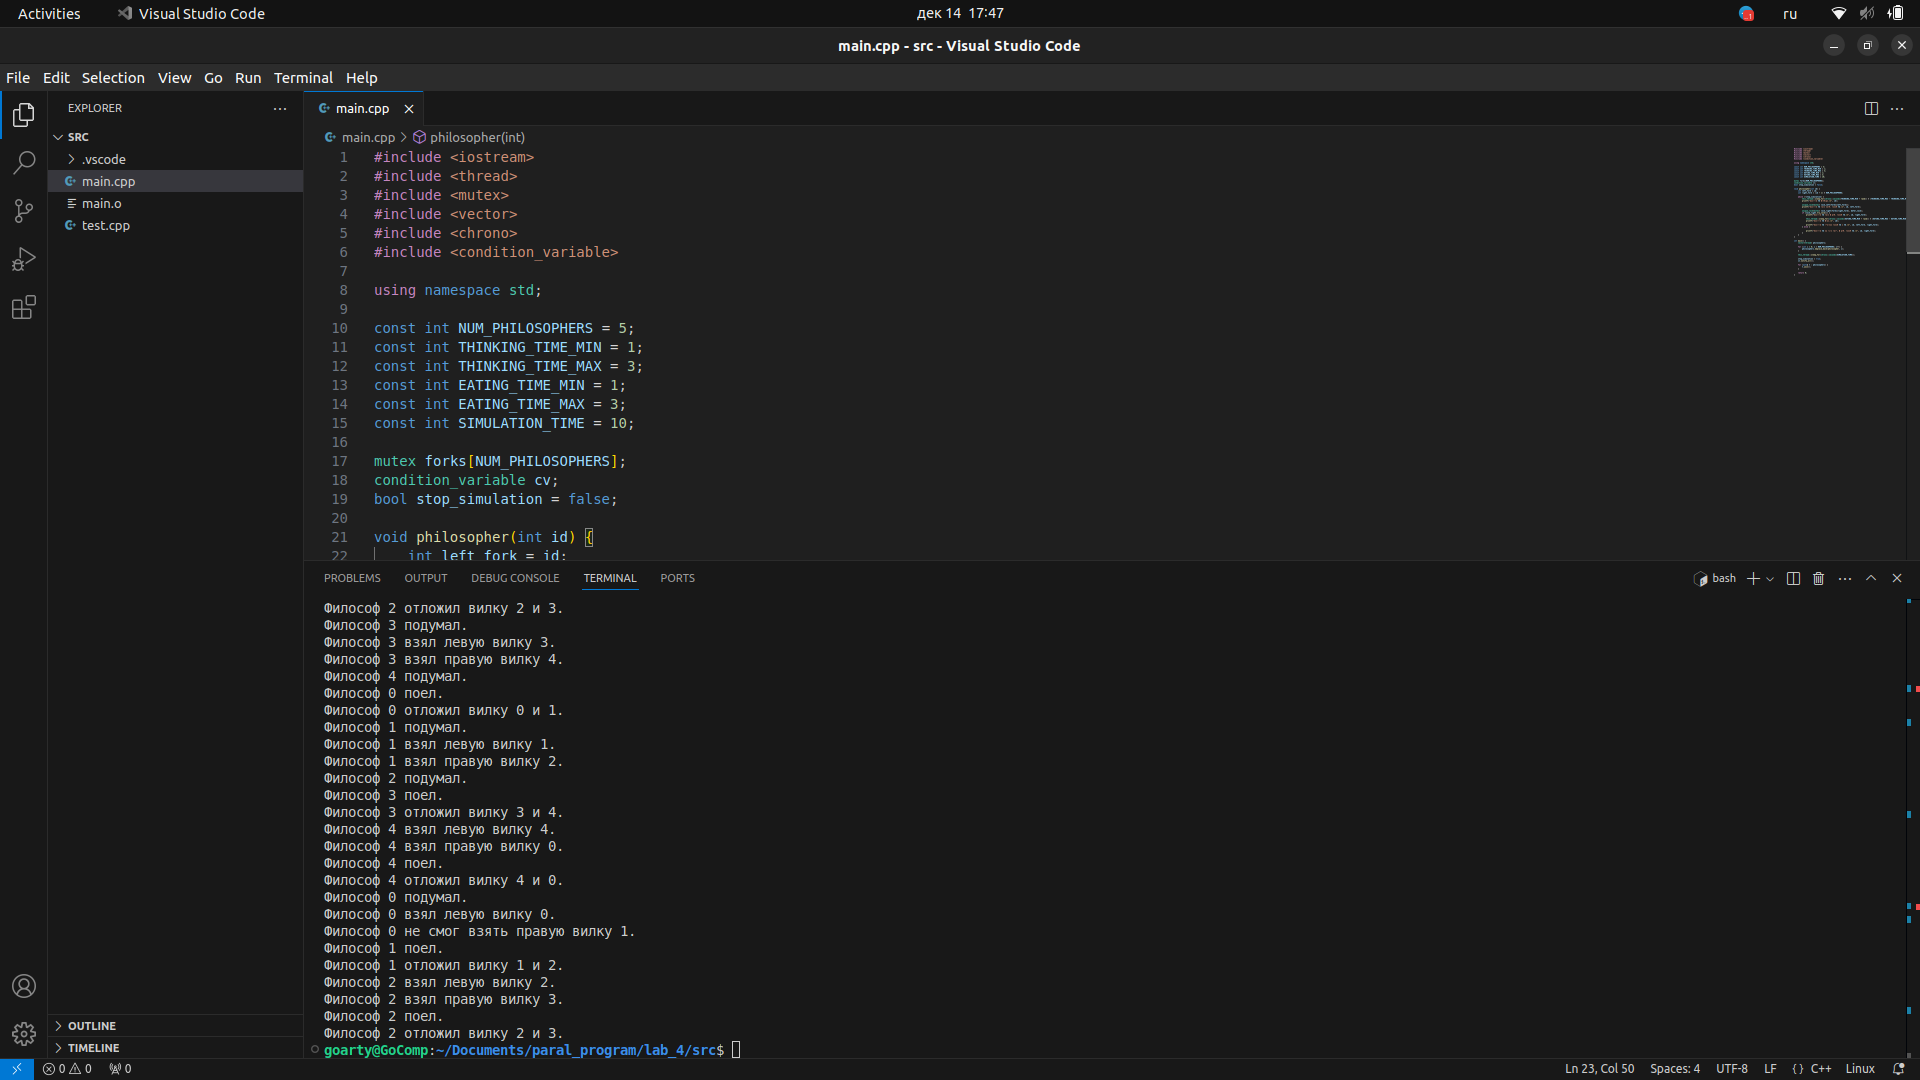 Activities
Visual Studio Code
дек 14 17:47
ru
main.cpp - src - Visual Studio Code
File Edit Selection View Go Run Terminal Help
EXPLORER
SRC
.vscode
main.cpp
main.o
test.cpp
OUTLINE
TIMELINE
main.cpp
main.cpp > philosopher(int)
1 #include <iostream>
2 #include <thread>
3 #include <mutex>
4 #include <vector>
5 #include <chrono>
6 #include <condition_variable>
7
8 using namespace std;
9
10 const int NUM_PHILOSOPHERS = 5;
11 const int THINKING_TIME_MIN = 1;
12 const int THINKING_TIME_MAX = 3;
13 const int EATING_TIME_MIN = 1;
14 const int EATING_TIME_MAX = 3;
15 const int SIMULATION_TIME = 10;
16
17 mutex forks[NUM_PHILOSOPHERS];
18 condition_variable cv;
19 bool stop_simulation = false;
20
21 void philosopher(int id) {
22 int left_fork = id;
PROBLEMS OUTPUT DEBUG CONSOLE TERMINAL PORTS
bash
Философ 2 отложил вилку 2 и 3.
Философ 3 подумал.
Философ 3 взял левую вилку 3.
Философ 3 взял правую вилку 4.
Философ 4 подумал.
Философ 0 поел.
Философ 0 отложил вилку 0 и 1.
Философ 1 подумал.
Философ 1 взял левую вилку 1.
Философ 1 взял правую вилку 2.
Философ 2 подумал.
Философ 3 поел.
Философ 3 отложил вилку 3 и 4.
Философ 4 взял левую вилку 4.
Философ 4 взял правую вилку 0.
Философ 4 поел.
Философ 4 отложил вилку 4 и 0.
Философ 0 подумал.
Философ 0 взял левую вилку 0.
Философ 0 не смог взять правую вилку 1.
Философ 1 поел.
Философ 1 отложил вилку 1 и 2.
Философ 2 взял левую вилку 2.
Философ 2 взял правую вилку 3.
Философ 2 поел.
Философ 2 отложил вилку 2 и 3.
goarty@GoComp:~/Documents/paral_program/lab_4/src$
0 0 0
Ln 23, Col 50 Spaces: 4 UTF-8 LF {} C++ Linux